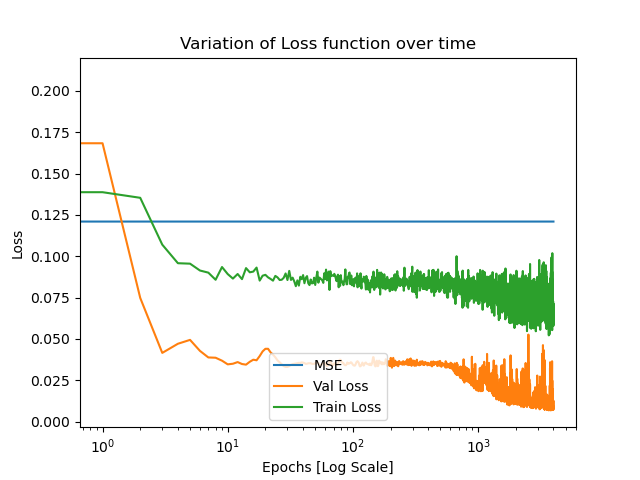 Variation of Loss function over time
0.200
0.175
0.150
0.125
0.100
0.075
0.050
0.025
0.000
Loss
MSE
Val Loss
Train Loss
10⁰ 10¹ 10² 10³
Epochs [Log Scale]